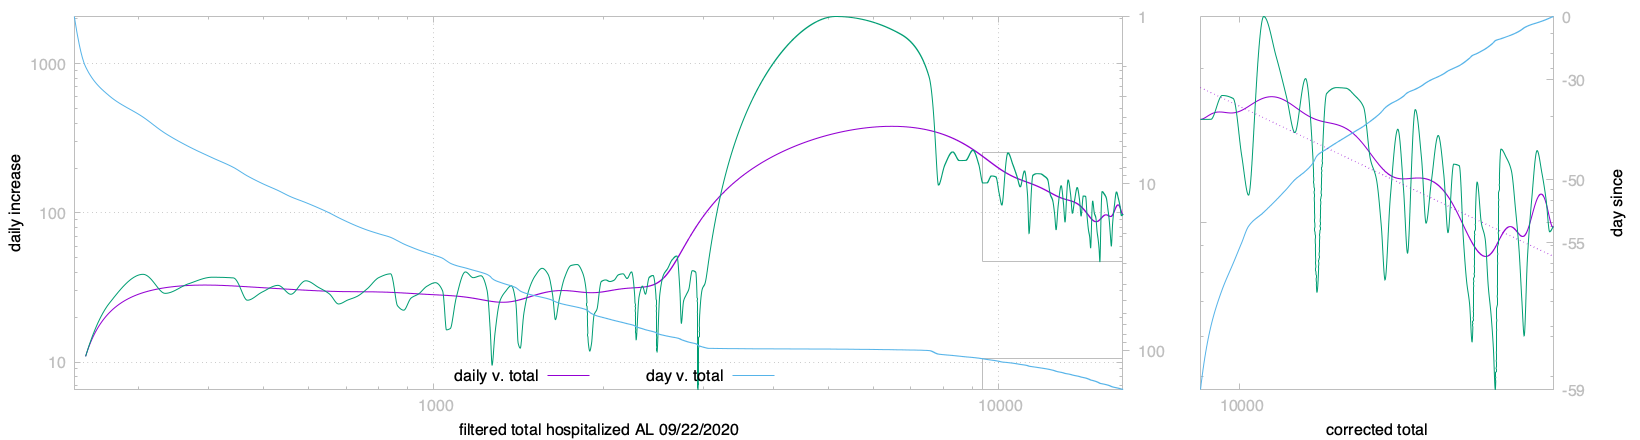 daily increase
1000
100
10
1000
10000
1
10
100
daily v. total
day v. total
filtered total hospitalized AL 09/22/2020
0
-30
-50
-55
-59
day since
10000
corrected total